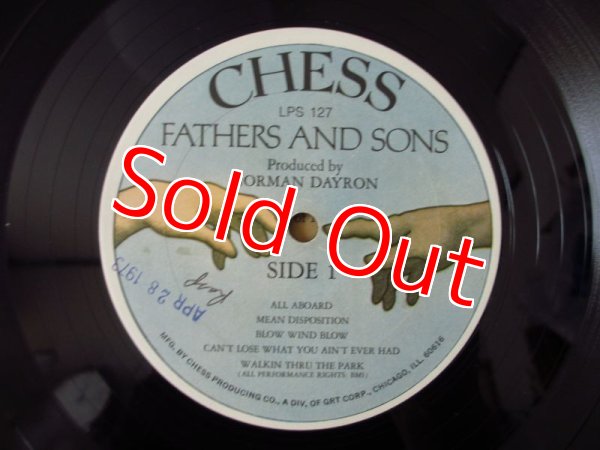 CHESS
LPS 127
FATHERS AND SONS
Produced by
NORMAN DAYRON
Sold Out
SIDE 1
ALL ABOARD
MEAN DISPOSITION
BLOW WIND BLOW
CAN'T LOSE WHAT YOU AIN'T EVER HAD
WALKIN THRU THE PARK
(ALL PERFORMANCE RIGHTS: BMI)
APR 28 1973
MFG. BY CHESS PRODUCING CO., A DIV. OF GRT CORP., CHICAGO, ILL. 60616